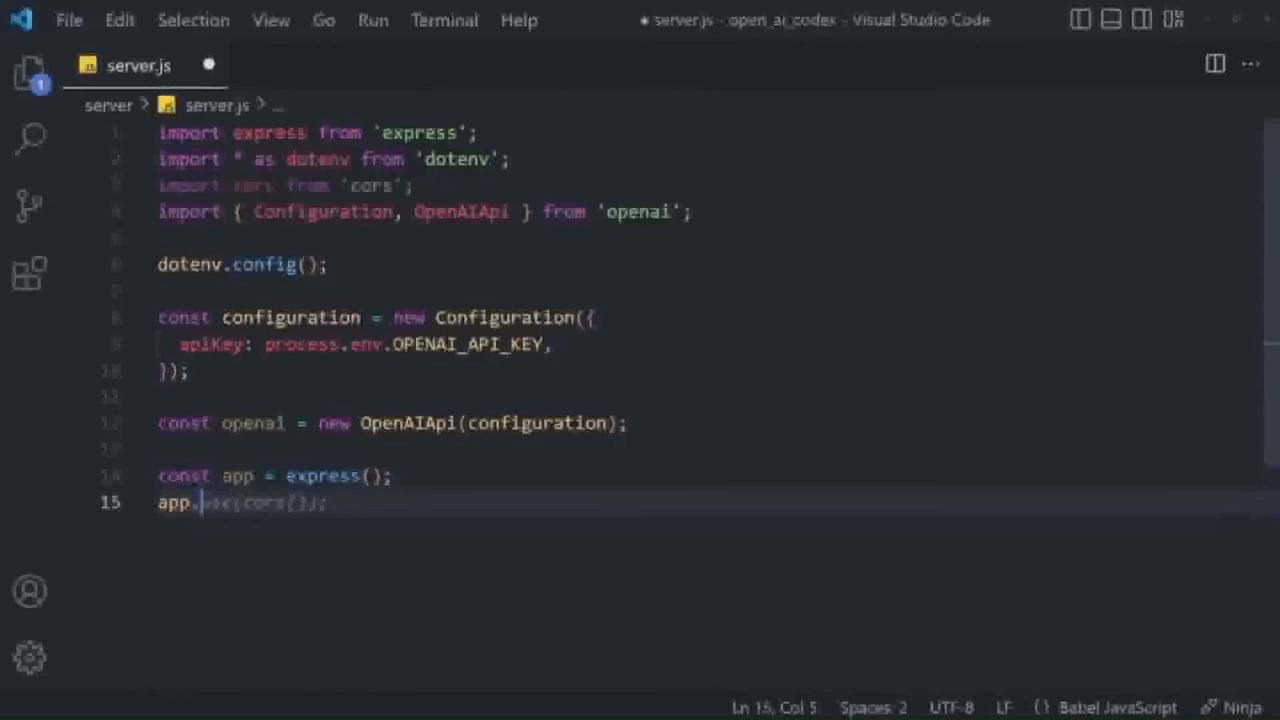 File Edit Selection View Go Run Terminal Help ● server.js - open_ai_codex - Visual Studio Code
1
JS server.js ●
server > JS server.js > ...
1 import express from 'express';
2 import * as dotenv from 'dotenv';
3 import cors from 'cors';
4 import { Configuration, OpenAIApi } from 'openai';
5
6 dotenv.config();
7
8 const configuration = new Configuration({
9 apiKey: process.env.OPENAI_API_KEY,
10 });
11
12 const openai = new OpenAIApi(configuration);
13
14 const app = express();
15 app.use(cors());
Ln 15, Col 5 Spaces: 2 UTF-8 LF {} Babel JavaScript Ninja